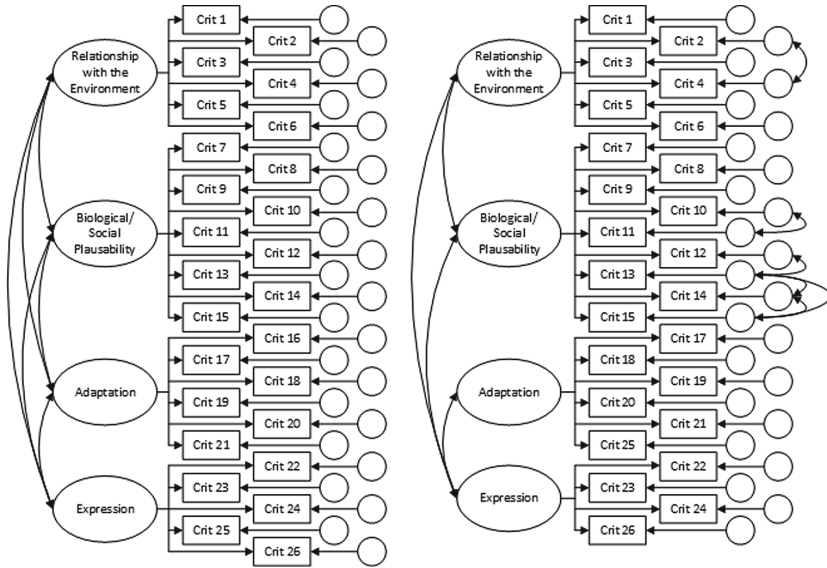 Relationship
with the
Environment
Crit 1
Crit 2
Crit 3
Crit 4
Crit 5
Crit 6
Biological/
Social
Plausability
Crit 7
Crit 8
Crit 9
Crit 10
Crit 11
Crit 12
Crit 13
Crit 14
Crit 15
Adaptation
Crit 16
Crit 17
Crit 18
Crit 19
Crit 20
Crit 21
Expression
Crit 22
Crit 23
Crit 24
Crit 25
Crit 26
Relationship
with the
Environment
Crit 1
Crit 2
Crit 3
Crit 4
Crit 5
Crit 6
Biological/
Social
Plausability
Crit 7
Crit 8
Crit 9
Crit 10
Crit 11
Crit 12
Crit 13
Crit 14
Crit 15
Adaptation
Crit 17
Crit 18
Crit 19
Crit 20
Crit 21
Crit 25
Expression
Crit 22
Crit 23
Crit 24
Crit 26